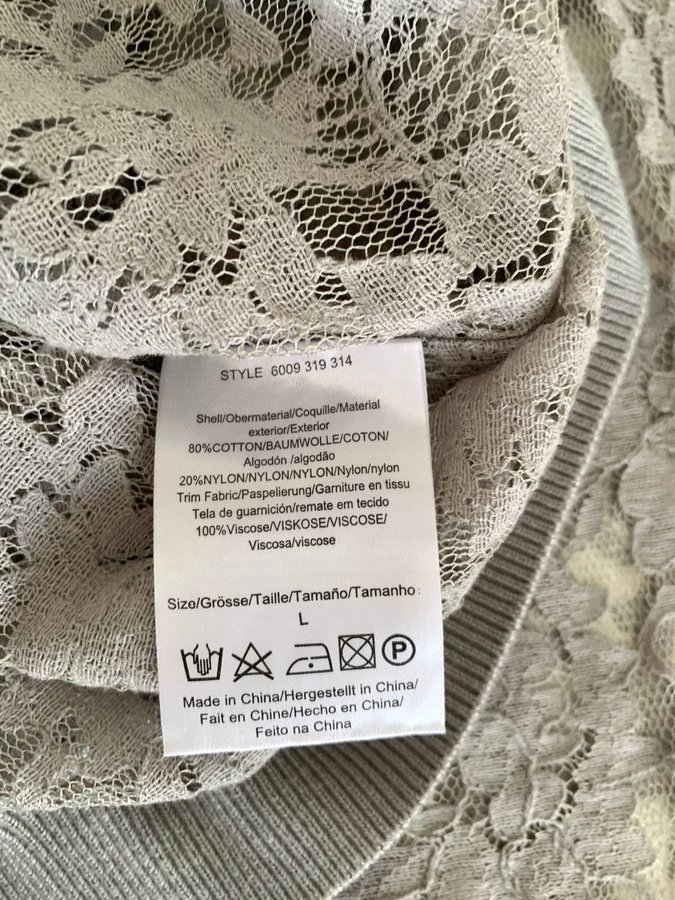 STYLE 6009 319 314
Shell/Obermaterial/Coquille/Material
exterior/Exterior
80%COTTON/BAUMWOLLE/COTON/
Algodón /algodão
20%NYLON/NYLON/NYLON/Nylon/nylon
Trim Fabric/Paspelierung/Garniture en tissu
Tela de guarnición/remate em tecido
100%Viscose/VISKOSE/VISCOSE/
Viscosa/viscose
Size/Grösse/Taille/Tamaño/Tamanho:
L
P
Made in China/Hergestellt in China/
Fait en Chine/Hecho en China/
Feito na China